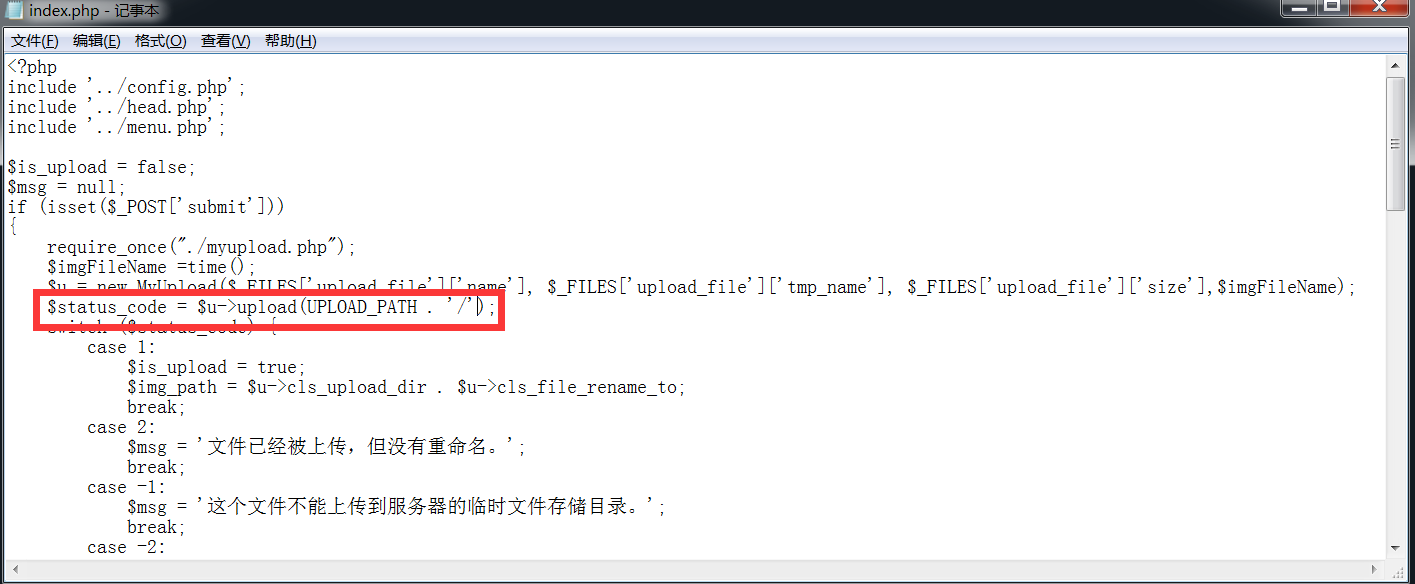 index.php - 记事本
文件(F) 编辑(E) 格式(O) 查看(V) 帮助(H)
<?php
include '../config.php';
include '../head.php';
include '../menu.php';
$is_upload = false;
$msg = null;
if (isset($_POST['submit']))
{
    require_once("./myupload.php");
    $imgFileName =time();
    $u = new MyUpload($_FILES['upload_file']['name'], $_FILES['upload_file']['tmp_name'], $_FILES['upload_file']['size'],$imgFileName);
    $status_code = $u->upload(UPLOAD_PATH . '/');
    switch ($status_code) {
        case 1:
            $is_upload = true;
            $img_path = $u->cls_upload_dir . $u->cls_file_rename_to;
            break;
        case 2:
            $msg = '文件已经被上传，但没有重命名。';
            break;
        case -1:
            $msg = '这个文件不能上传到服务器的临时文件存储目录。';
            break;
        case -2: